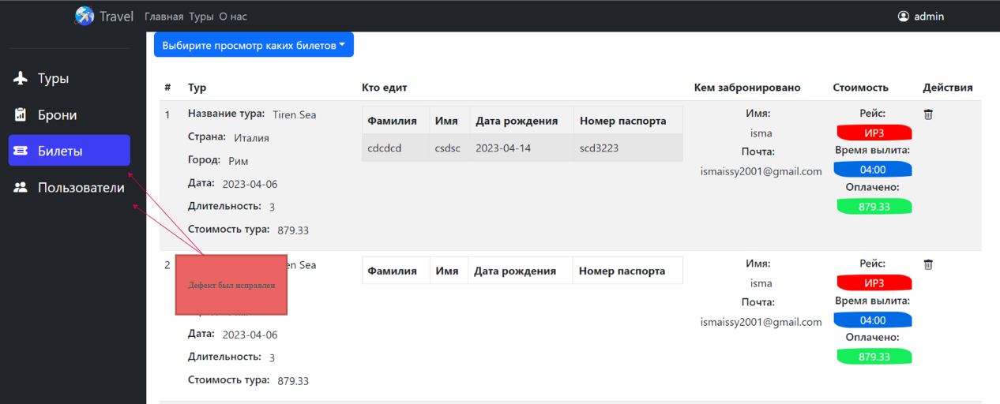 Travel Главная Туры О нас admin
Выбирите просмотр каких билетов
Туры
Брони
Билеты
Пользователи
# Тур Кто едит Кем забронировано Стоимость Действия
1 Название тура: Tiren Sea
Страна: Италия
Город: Рим
Дата: 2023-04-06
Длительность: 3
Стоимость тура: 879.33
Фамилия Имя Дата рождения Номер паспорта
cdcdcd csdsc 2023-04-14 scd3223
Имя:
isma
Почта:
ismaissy2001@gmail.com
Рейс:
ИР3
Время вылита:
04:00
Оплачено:
879.33
2 en Sea
Дефект был исправлен
Дата: 2023-04-06
Длительность: 3
Стоимость тура: 879.33
Фамилия Имя Дата рождения Номер паспорта
Имя:
isma
Почта:
ismaissy2001@gmail.com
Рейс:
ИР3
Время вылита:
04:00
Оплачено:
879.33